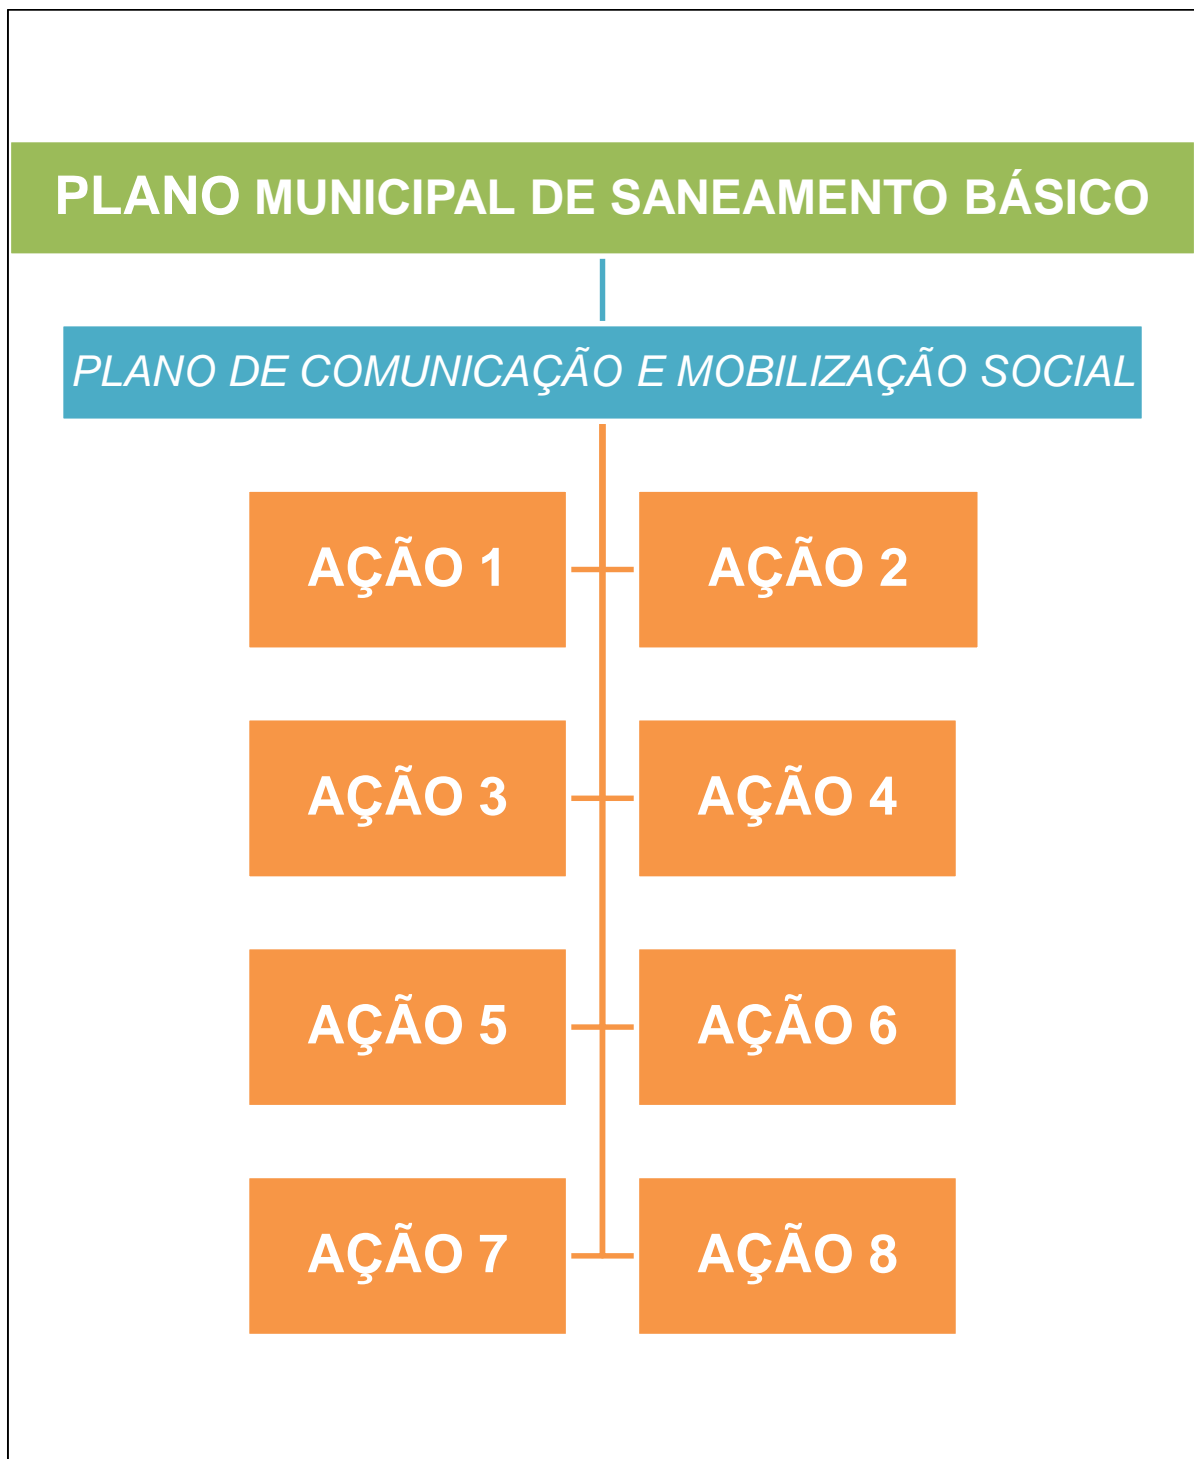 PLANO MUNICIPAL DE SANEAMENTO BÁSICO
PLANO DE COMUNICAÇÃO E MOBILIZAÇÃO SOCIAL
AÇÃO 1
AÇÃO 2
AÇÃO 3
AÇÃO 4
AÇÃO 5
AÇÃO 6
AÇÃO 7
AÇÃO 8